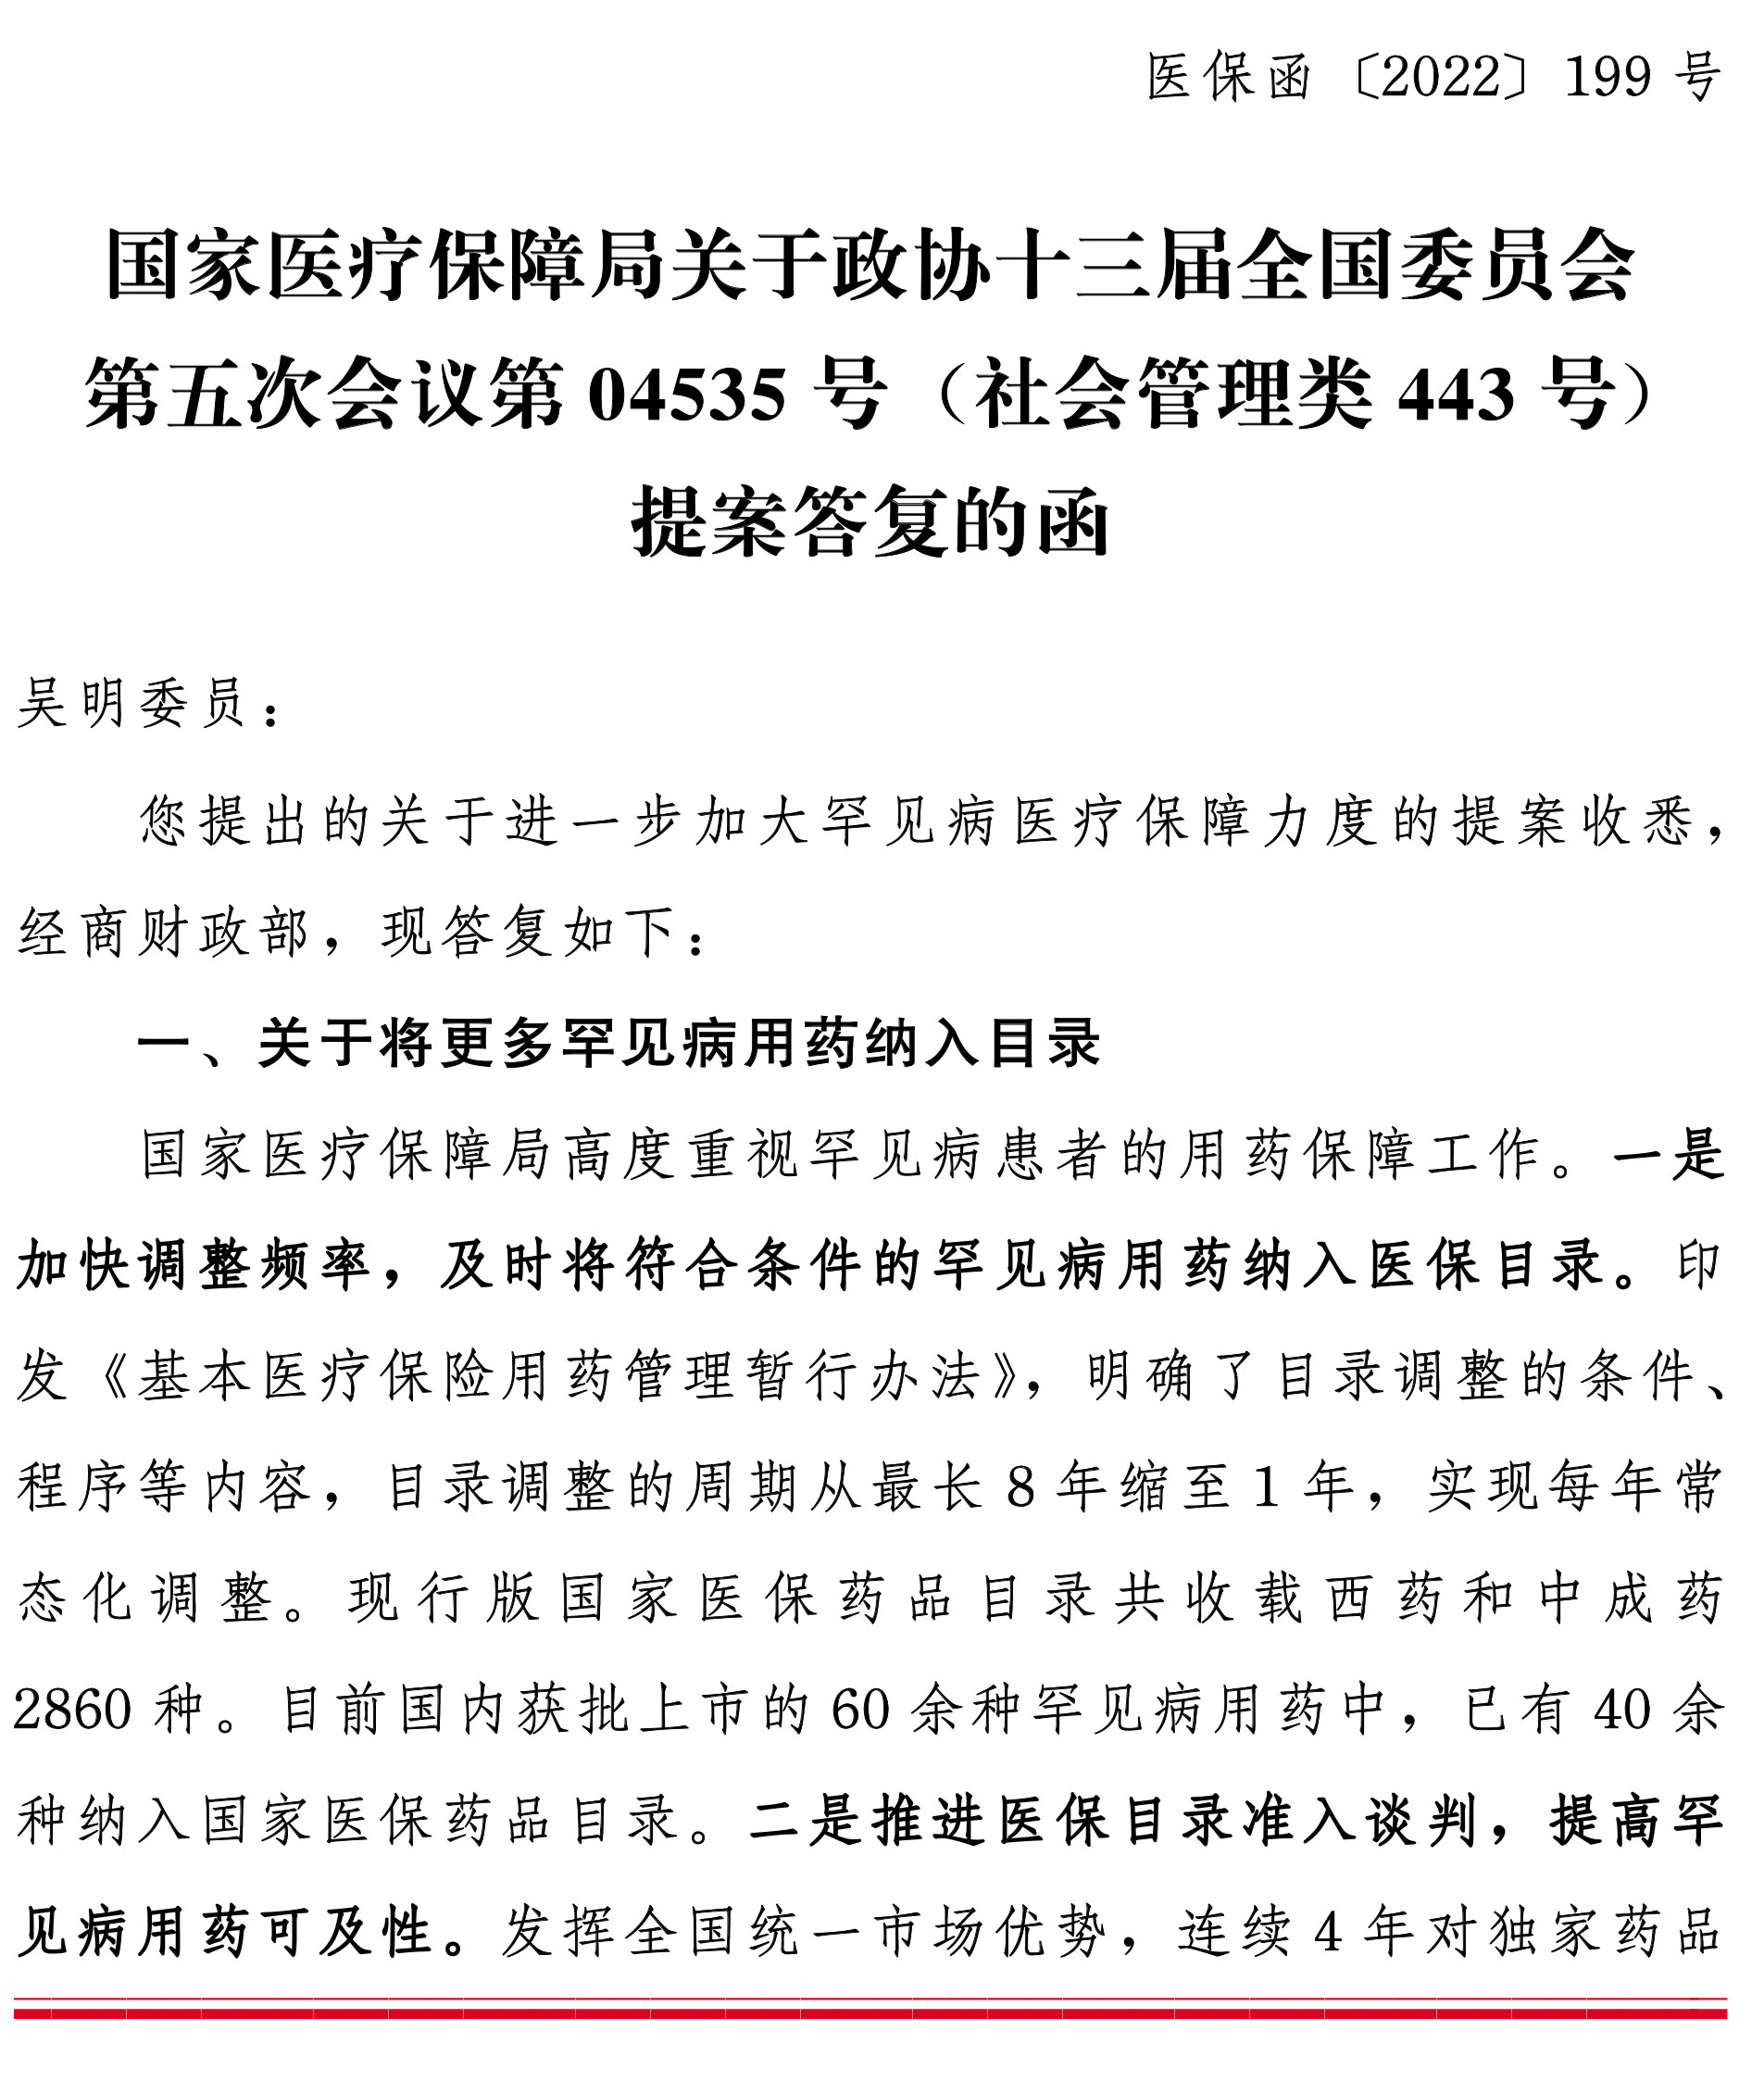 医保函〔2022〕199 号
国家医疗保障局关于政协十三届全国委员会
第五次会议第 04535 号（社会管理类 443 号）
提案答复的函
吴明委员：
您提出的关于进一步加大罕见病医疗保障力度的提案收悉，
经商财政部，现答复如下：
一、关于将更多罕见病用药纳入目录
国家医疗保障局高度重视罕见病患者的用药保障工作。一是
加快调整频率，及时将符合条件的罕见病用药纳入医保目录。印
发《基本医疗保险用药管理暂行办法》，明确了目录调整的条件、
程序等内容，目录调整的周期从最长 8 年缩至 1 年，实现每年常
态化调整。现行版国家医保药品目录共收载西药和中成药
2860 种。目前国内获批上市的 60 余种罕见病用药中，已有 40 余
种纳入国家医保药品目录。二是推进医保目录准入谈判，提高罕
见病用药可及性。发挥全国统一市场优势，连续 4 年对独家药品